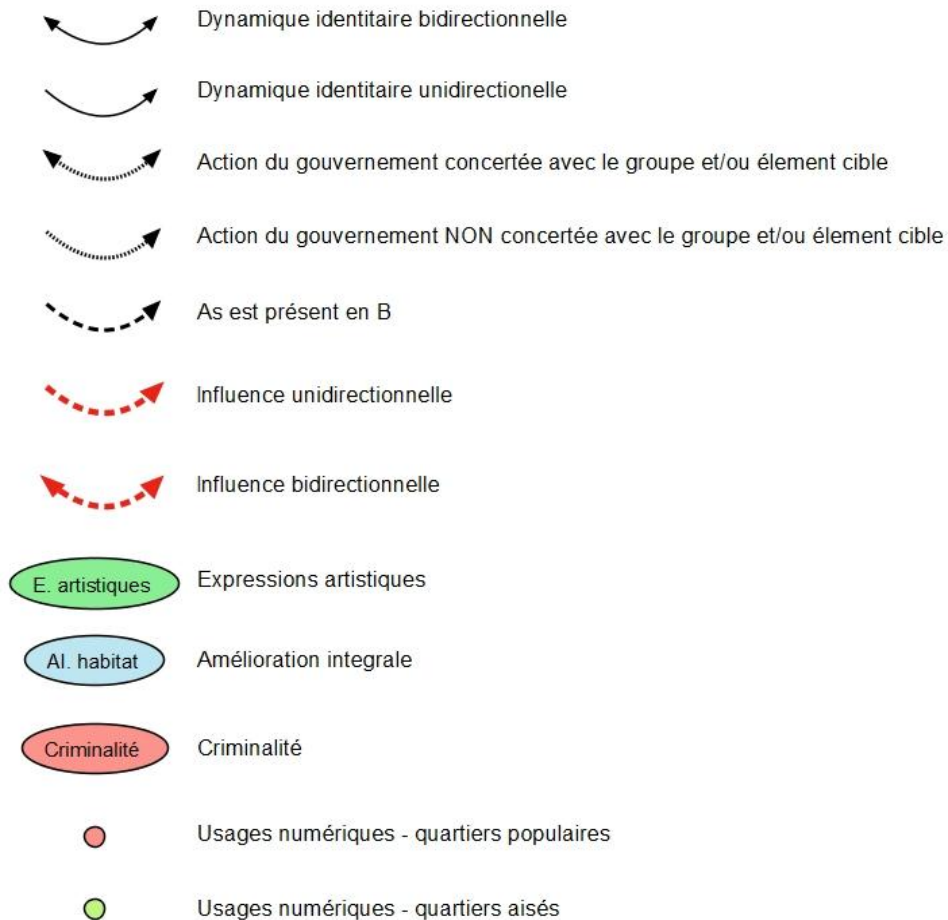 Dynamique identitaire bidirectionnelle
Dynamique identitaire unidirectionelle
Action du gouvernement concertée avec le groupe et/ou élement cible
Action du gouvernement NON concertée avec le groupe et/ou élement cible
As est présent en B
Influence unidirectionnelle
Influence bidirectionnelle
E. artistiques Expressions artistiques
AI. habitat Amélioration integrale
Criminalité Criminalité
Usages numériques - quartiers populaires
Usages numériques - quartiers aisés